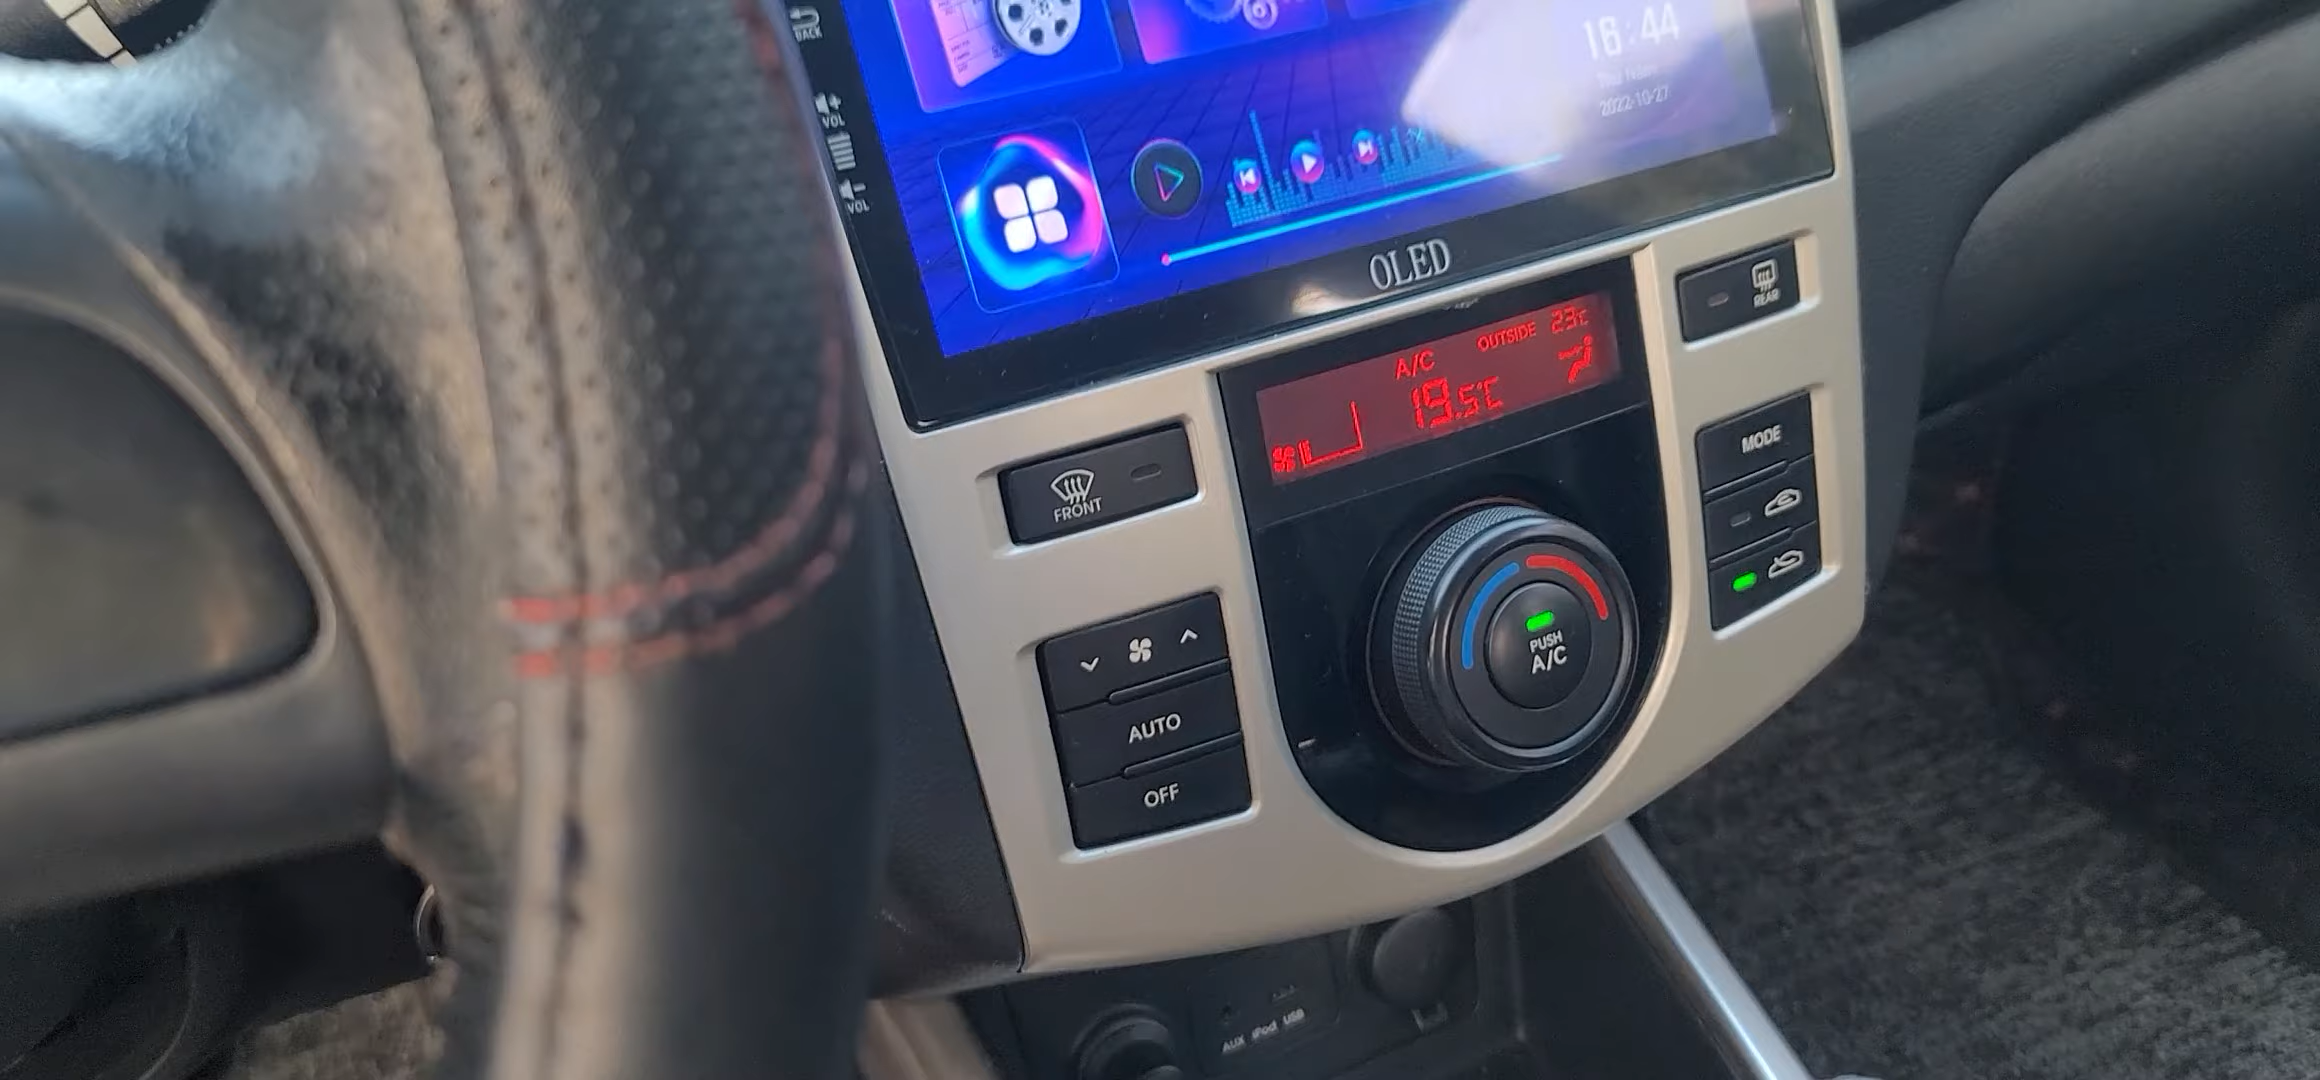 BACK
VOL
VOL
16:44
2022-10-27
OLED
REAR
A/C
OUTSIDE 23c
19.5℃
FRONT
MODE
AUTO
OFF
PUSH
A/C
AUX iPod USB